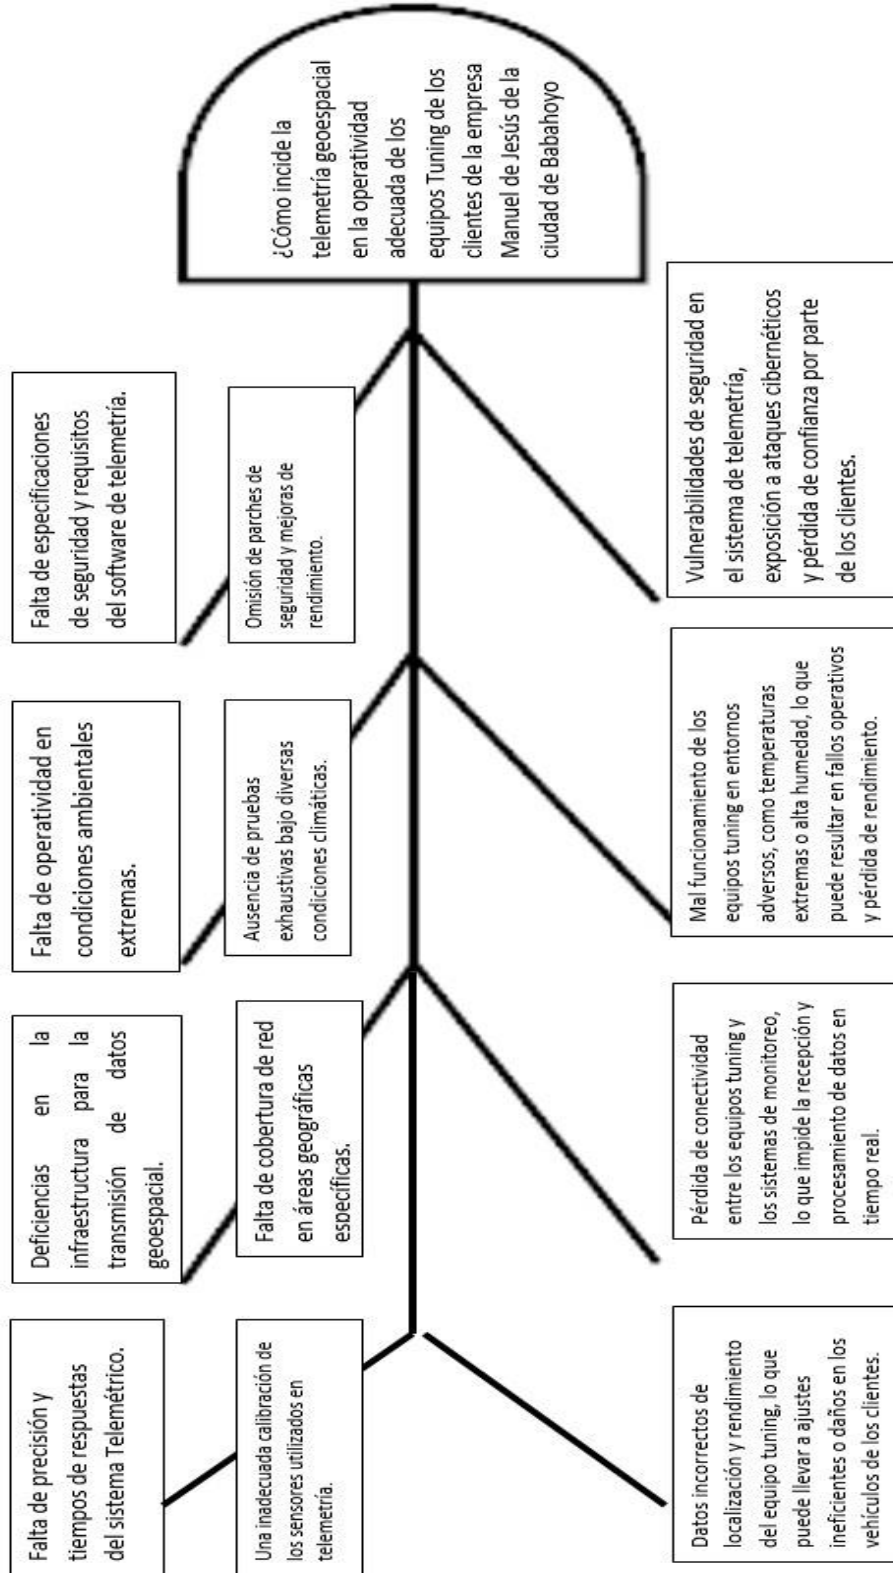 Falta de precisión y
tiempos de respuestas
del sistema Telemétrico.
Deficiencias en la
infraestructura para la
transmisión de datos
geoespacial.
Falta de operatividad en
condiciones ambientales
extremas.
Falta de especificaciones
de seguridad y requisitos
del software de telemetría.
Una inadecuada calibración de
los sensores utilizados en
telemetría.
Falta de cobertura de red
en áreas geográficas
específicas.
Ausencia de pruebas
exhaustivas bajo diversas
condiciones climáticas.
Omisión de parches de
seguridad y mejoras de
rendimiento.
¿Cómo incide la
telemetría geoespacial
en la operatividad
adecuada de los
equipos Tuning de los
clientes de la empresa
Manuel de Jesús de la
ciudad de Babahoyo
Datos incorrectos de
localización y rendimiento
del equipo tuning, lo que
puede llevar a ajustes
ineficientes o daños en los
vehículos de los clientes.
Pérdida de conectividad
entre los equipos tuning y
los sistemas de monitoreo,
lo que impide la recepción y
procesamiento de datos en
tiempo real.
Mal funcionamiento de los
equipos tuning en entornos
adversos, como temperaturas
extremas o alta humedad, lo que
puede resultar en fallos operativos
y pérdida de rendimiento.
Vulnerabilidades de seguridad en
el sistema de telemetría,
exposición a ataques cibernéticos
y pérdida de confianza por parte
de los clientes.